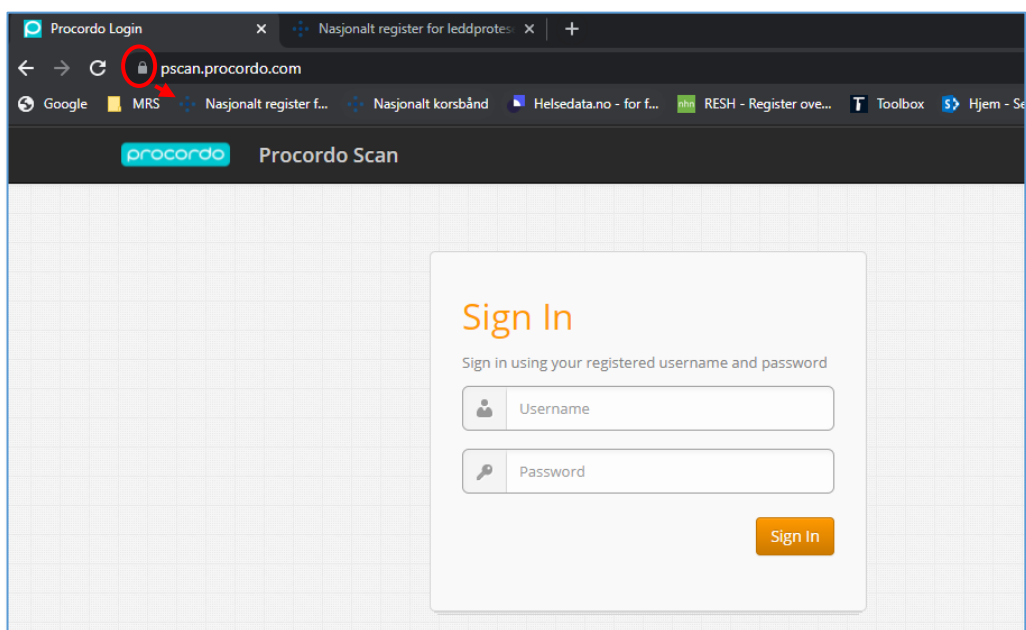 Procordo Login Nasjonalt register for leddprotese
pscan.procordo.com
Google MRS Nasjonalt register f... Nasjonalt korsbånd Helsedata.no - for f... nhn RESH - Register ove... Toolbox Hjem - Se
procordo Procordo Scan
Sign In
Sign in using your registered username and password
Username
Password
Sign In